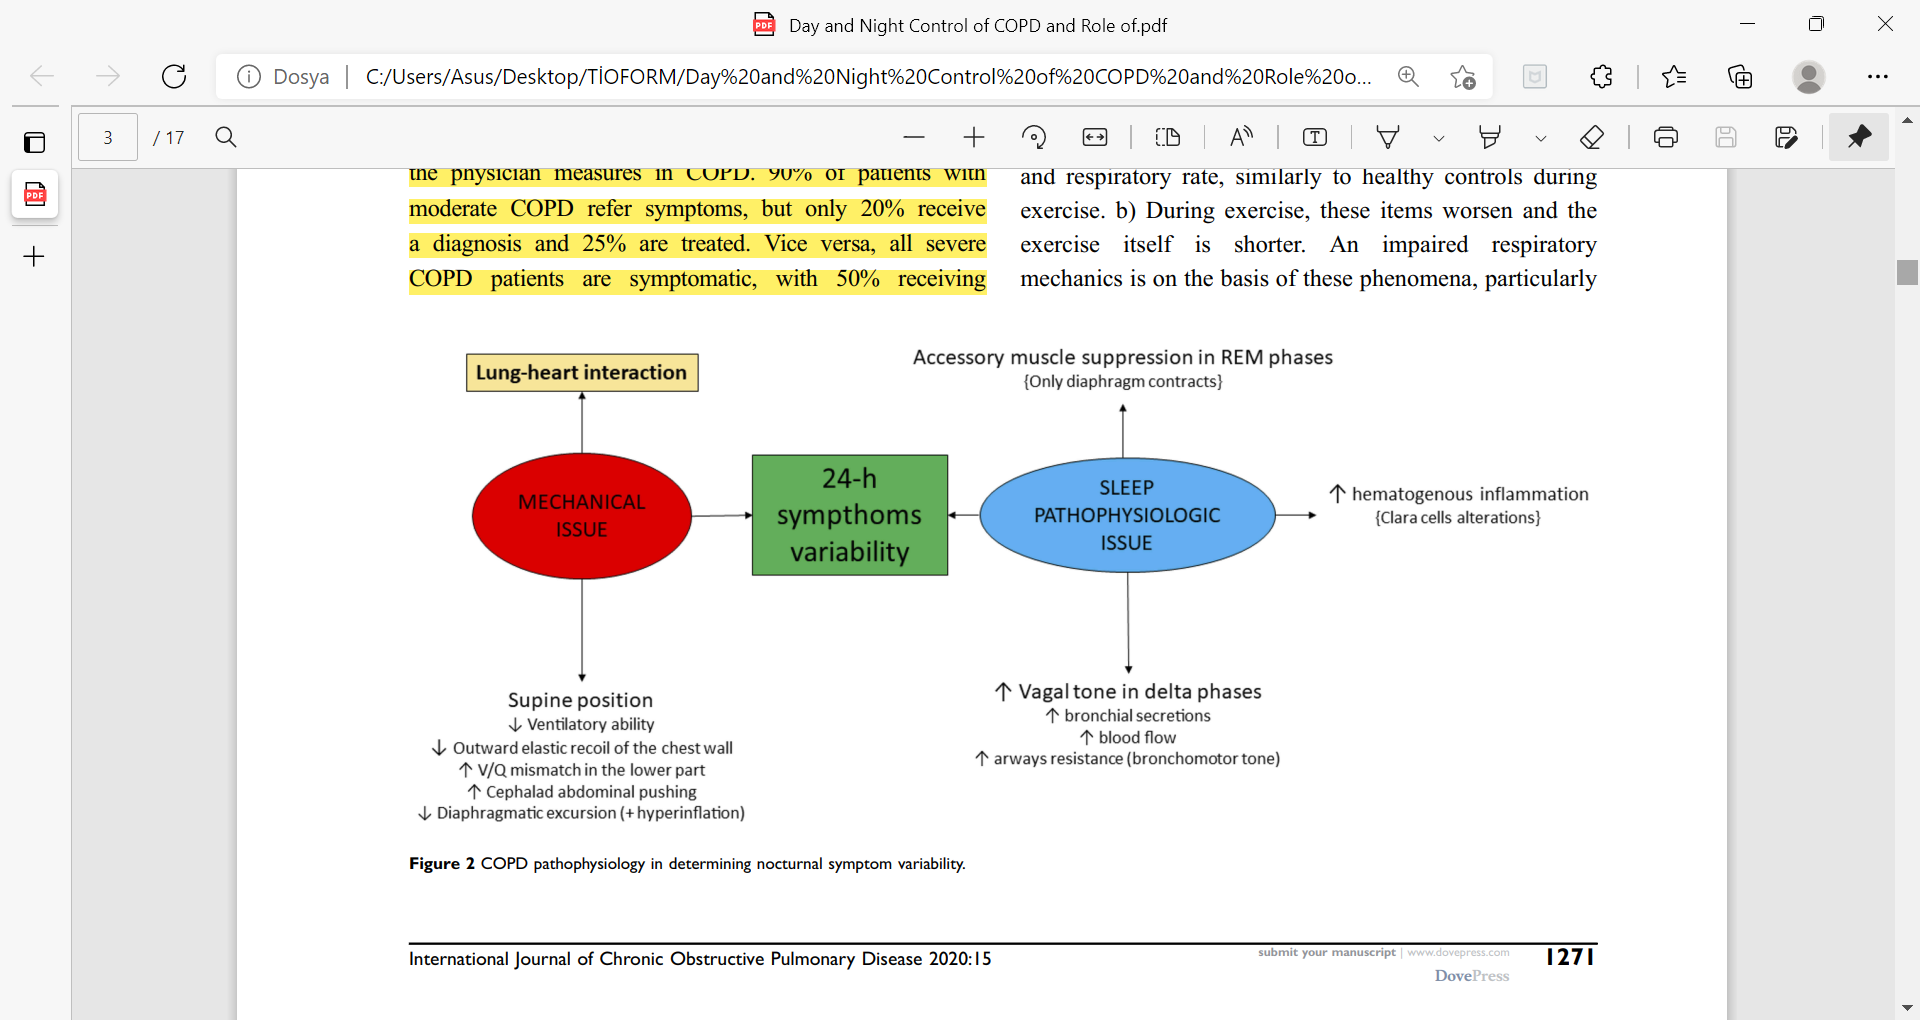 Day and Night Control of COPD and Role of.pdf
Dosya
C:/Users/Asus/Desktop/TİOFORM/Day%20and%20Night%20Control%20of%20COPD%20and%20Role%20o...
3
/ 17
the physician measures in COPD. 90% of patients with
moderate COPD refer symptoms, but only 20% receive
a diagnosis and 25% are treated. Vice versa, all severe
COPD patients are symptomatic, with 50% receiving
and respiratory rate, similarly to healthy controls during
exercise. b) During exercise, these items worsen and the
exercise itself is shorter. An impaired respiratory
mechanics is on the basis of these phenomena, particularly
Lung-heart interaction
Accessory muscle suppression in REM phases
{Only diaphragm contracts}
MECHANICAL
ISSUE
24-h
sympthoms
variability
SLEEP
PATHOPHYSIOLOGIC
ISSUE
↑ hematogenous inflammation
{Clara cells alterations}
Supine position
↓ Ventilatory ability
↓ Outward elastic recoil of the chest wall
↑ V/Q mismatch in the lower part
↑ Cephalad abdominal pushing
↓ Diaphragmatic excursion (+ hyperinflation)
↑ Vagal tone in delta phases
↑ bronchial secretions
↑ blood flow
↑ arways resistance (bronchomotor tone)
Figure 2 COPD pathophysiology in determining nocturnal symptom variability.
International Journal of Chronic Obstructive Pulmonary Disease 2020:15
submit your manuscript | www.dovepress.com
DovePress
1271